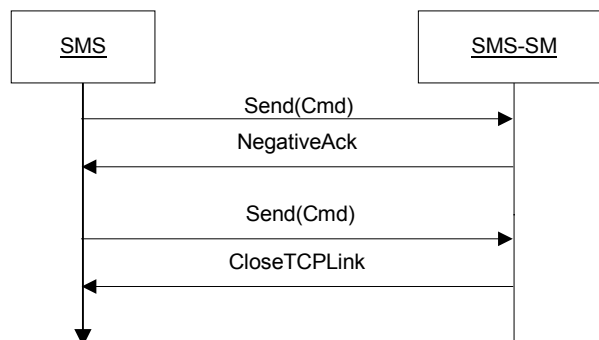 SMS
SMS-SM
Send(Cmd)
NegativeAck
Send(Cmd)
CloseTCPLink